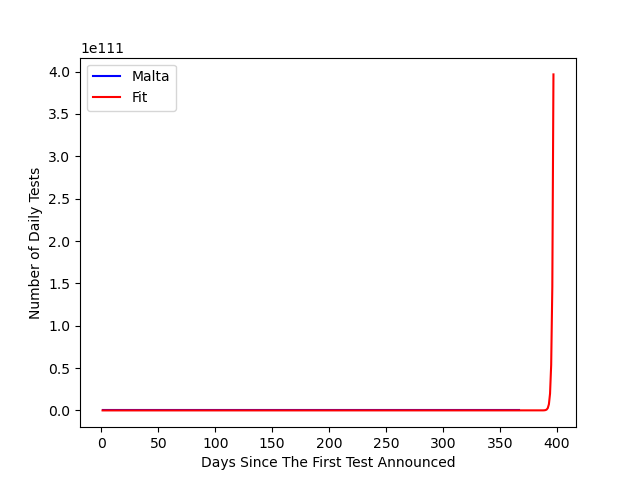 1e111
Malta
Fit
4.0
3.5
3.0
2.5
2.0
1.5
1.0
0.5
0.0
Number of Daily Tests
0 50 100 150 200 250 300 350 400
Days Since The First Test Announced